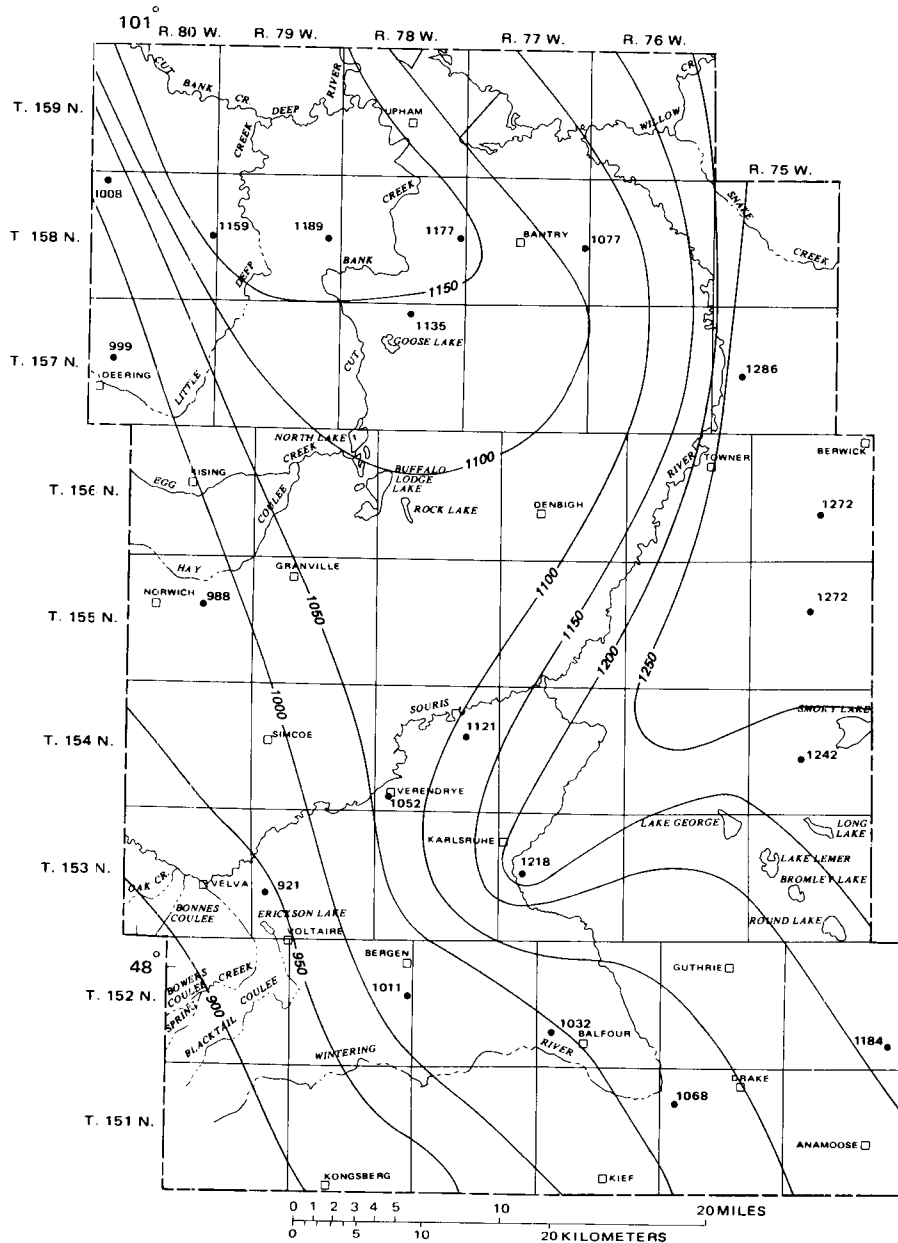 101°
R. 80 W. R. 79 W. R. 78 W. R. 77 W. R. 76 W.
CUT BANK CR.
DEEP RIVER
CR.
T. 159 N.
CREEK
UPHAM
WILLOW
R. 75 W.
1008
CREEK
SNAKE CREEK
T. 158 N.
1159
1189
1177
BANTRY
1077
DEEP
BANK
1150
1135
GOOSE LAKE
T. 157 N.
999
DEERING
LITTLE
CUT
1286
NORTH LAKE
1100
RIVER
TOWNER
BERWICK
CREEK
BUFFALO
LODGE
LAKE
T. 156 N.
RISING
EGG
COULEE
ROCK LAKE
DENBIGH
1272
HAY
GRANVILLE
NORWICH
988
T. 155 N.
1050
1100
1150
1200
1250
1272
1000
SOURIS
SMOKY LAKE
T. 154 N.
SIMCOE
1121
1242
VERENDRYE
1052
KARLSRUHE
LAKE GEORGE
LONG
LAKE
T. 153 N.
1218
LAKE LEMER
BROMLEY LAKE
OAK CR.
VELVA
921
BONNES
COULEE
ERICKSON LAKE
VOLTAIRE
ROUND LAKE
48°
950
BERGEN
GUTHRIE
T. 152 N.
BOWERS
COULEE
CREEK
SPRING
COULEE
BLACKTAIL
900
1011
1032
BALFOUR
1184
WINTERING
RIVER
DRAKE
T. 151 N.
1068
ANAMOOSE
KONGSBERG
KIEF
0 1 2 3 4 5 10 20 MILES
0 5 10 20 KILOMETERS